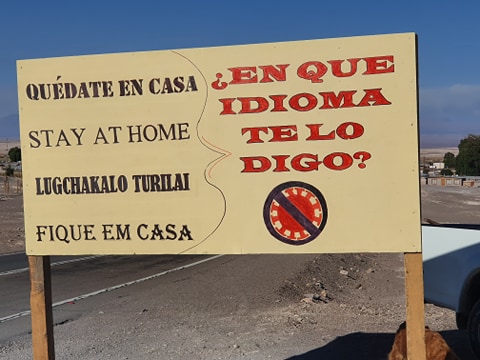 QUÉDATE EN CASA
STAY AT HOME
LUGCHAKALO TURILAI
FIQUE EM CASA
¿EN QUE
IDIOMA
TE LO
DIGO?